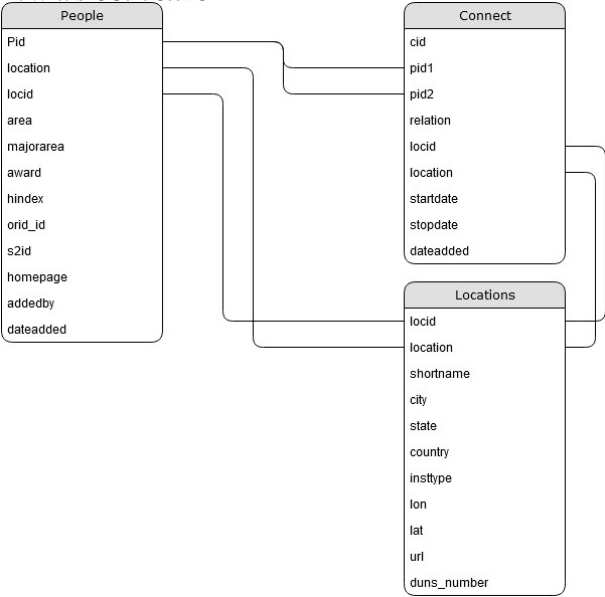 People
Pid
location
locid
area
majorarea
award
hindex
orid_id
s2id
homepage
addedby
dateadded
Connect
cid
pid1
pid2
relation
locid
location
startdate
stopdate
dateadded
Locations
locid
location
shortname
city
state
country
insttype
lon
lat
url
duns_number